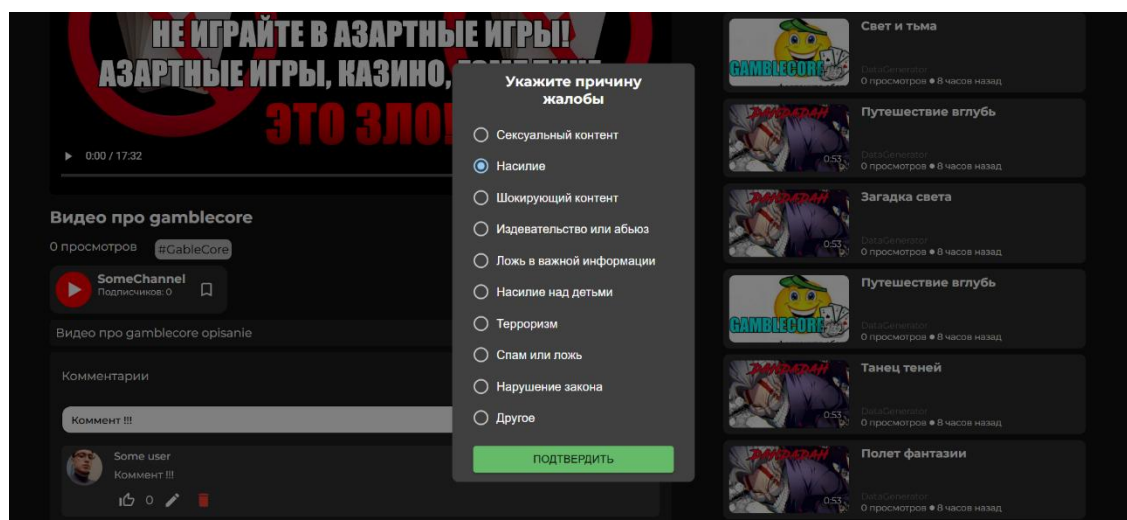 НЕ ИГРАЙТЕ В АЗАРТНЫЕ ИГРЫ!
АЗАРТНЫЕ ИГРЫ, КАЗИНО,
ЭТО ЗЛО!
0:00 / 17:32
Видео про gamblecore
0 просмотров #GableCore
SomeChannel
Подписчиков: 0
Видео про gamblecore opisanie
Комментарии
Коммент !!!
Some user
Коммент !!!
0
Укажите причину
жалобы
Сексуальный контент
Насилие
Шокирующий контент
Издевательство или абьюз
Ложь в важной информации
Насилие над детьми
Терроризм
Спам или ложь
Нарушение закона
Другое
ПОДТВЕРДИТЬ
GAMBLECORE
Свет и тьма
DataGenerator
0 просмотров ● 8 часов назад
ДАНДАДАН
0:53
Путешествие вглубь
DataGenerator
0 просмотров ● 8 часов назад
ДАНДАДАН
0:53
Загадка света
DataGenerator
0 просмотров ● 8 часов назад
GAMBLECORE
Путешествие вглубь
DataGenerator
0 просмотров ● 8 часов назад
ДАНДАДАН
0:53
Танец теней
DataGenerator
0 просмотров ● 8 часов назад
ДАНДАДАН
0:53
Полет фантазии
DataGenerator
0 просмотров ● 8 часов назад